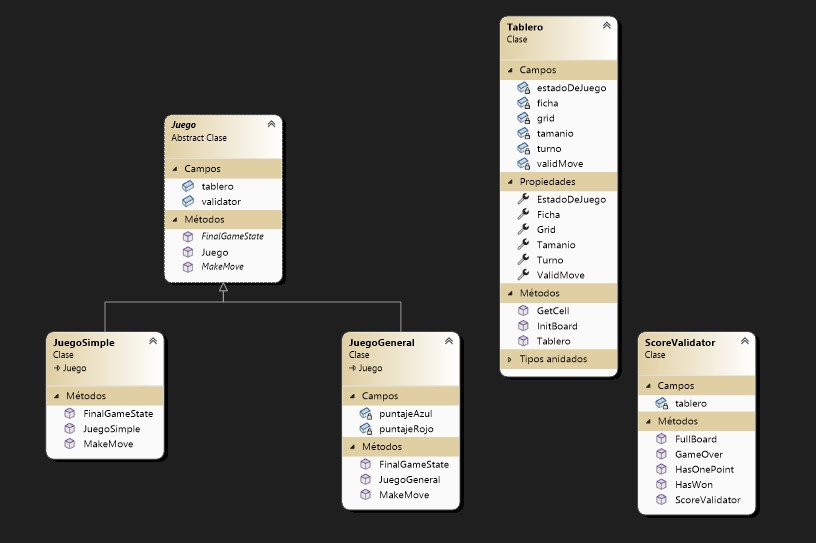 Juego
Abstract Clase
Campos
tablero
validator
Métodos
FinalGameState
Juego
MakeMove
JuegoSimple
Clase
Juego
Métodos
FinalGameState
JuegoSimple
MakeMove
JuegoGeneral
Clase
Juego
Campos
puntajeAzul
puntajeRojo
Métodos
FinalGameState
JuegoGeneral
MakeMove
Tablero
Clase
Campos
estadoDeJuego
ficha
grid
tamanio
turno
validMove
Propiedades
EstadoDeJuego
Ficha
Grid
Tamanio
Turno
ValidMove
Métodos
GetCell
InitBoard
Tablero
Tipos anidados
ScoreValidator
Clase
Campos
tablero
Métodos
FullBoard
GameOver
HasOnePoint
HasWon
ScoreValidator